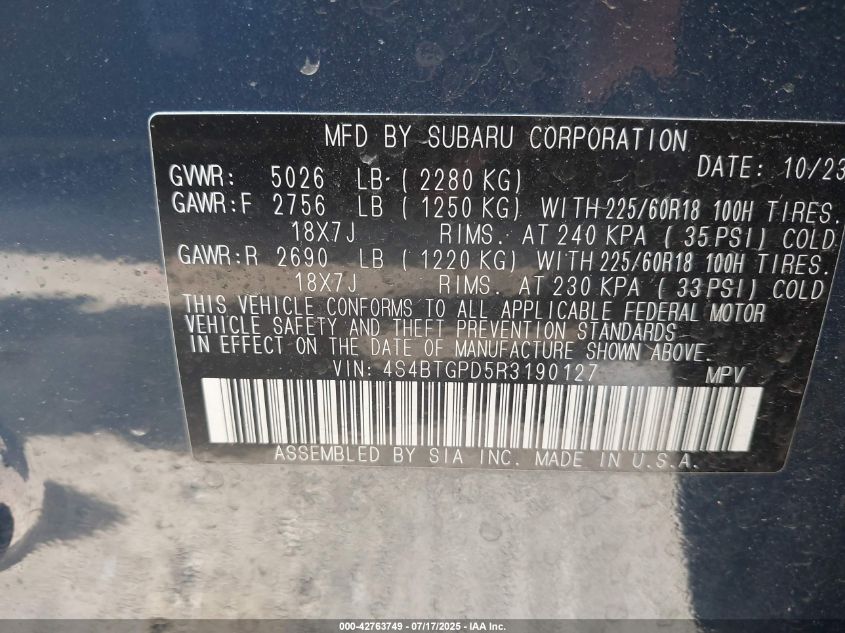 MFD BY SUBARU CORPORATION
DATE: 10/23
GVWR: 5026 LB ( 2280 KG)
GAWR:F 2756 LB ( 1250 KG) WITH 225/60R18 100H TIRES.
18X7J RIMS. AT 240 KPA ( 35 PSI) COLD
GAWR:R 2690 LB ( 1220 KG) WITH 225/60R18 100H TIRES.
18X7J RIMS. AT 230 KPA ( 33 PSI) COLD
THIS VEHICLE CONFORMS TO ALL APPLICABLE FEDERAL MOTOR
VEHICLE SAFETY AND THEFT PREVENTION STANDARDS
IN EFFECT ON THE DATE OF MANUFACTURE SHOWN ABOVE.
VIN: 4S4BTGPD5R3190127 MPV
ASSEMBLED BY SIA INC. MADE IN U.S.A.
000-42763749 - 07/17/2025 - IAA Inc.